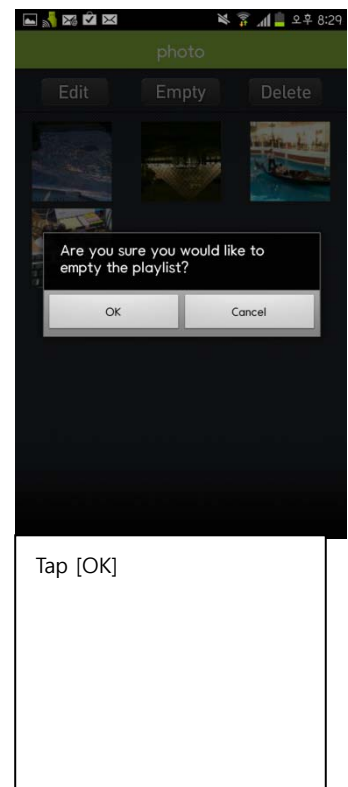 오후 8:29
photo
Edit Empty Delete
Are you sure you would like to
empty the playlist?
OK Cancel
Tap [OK]